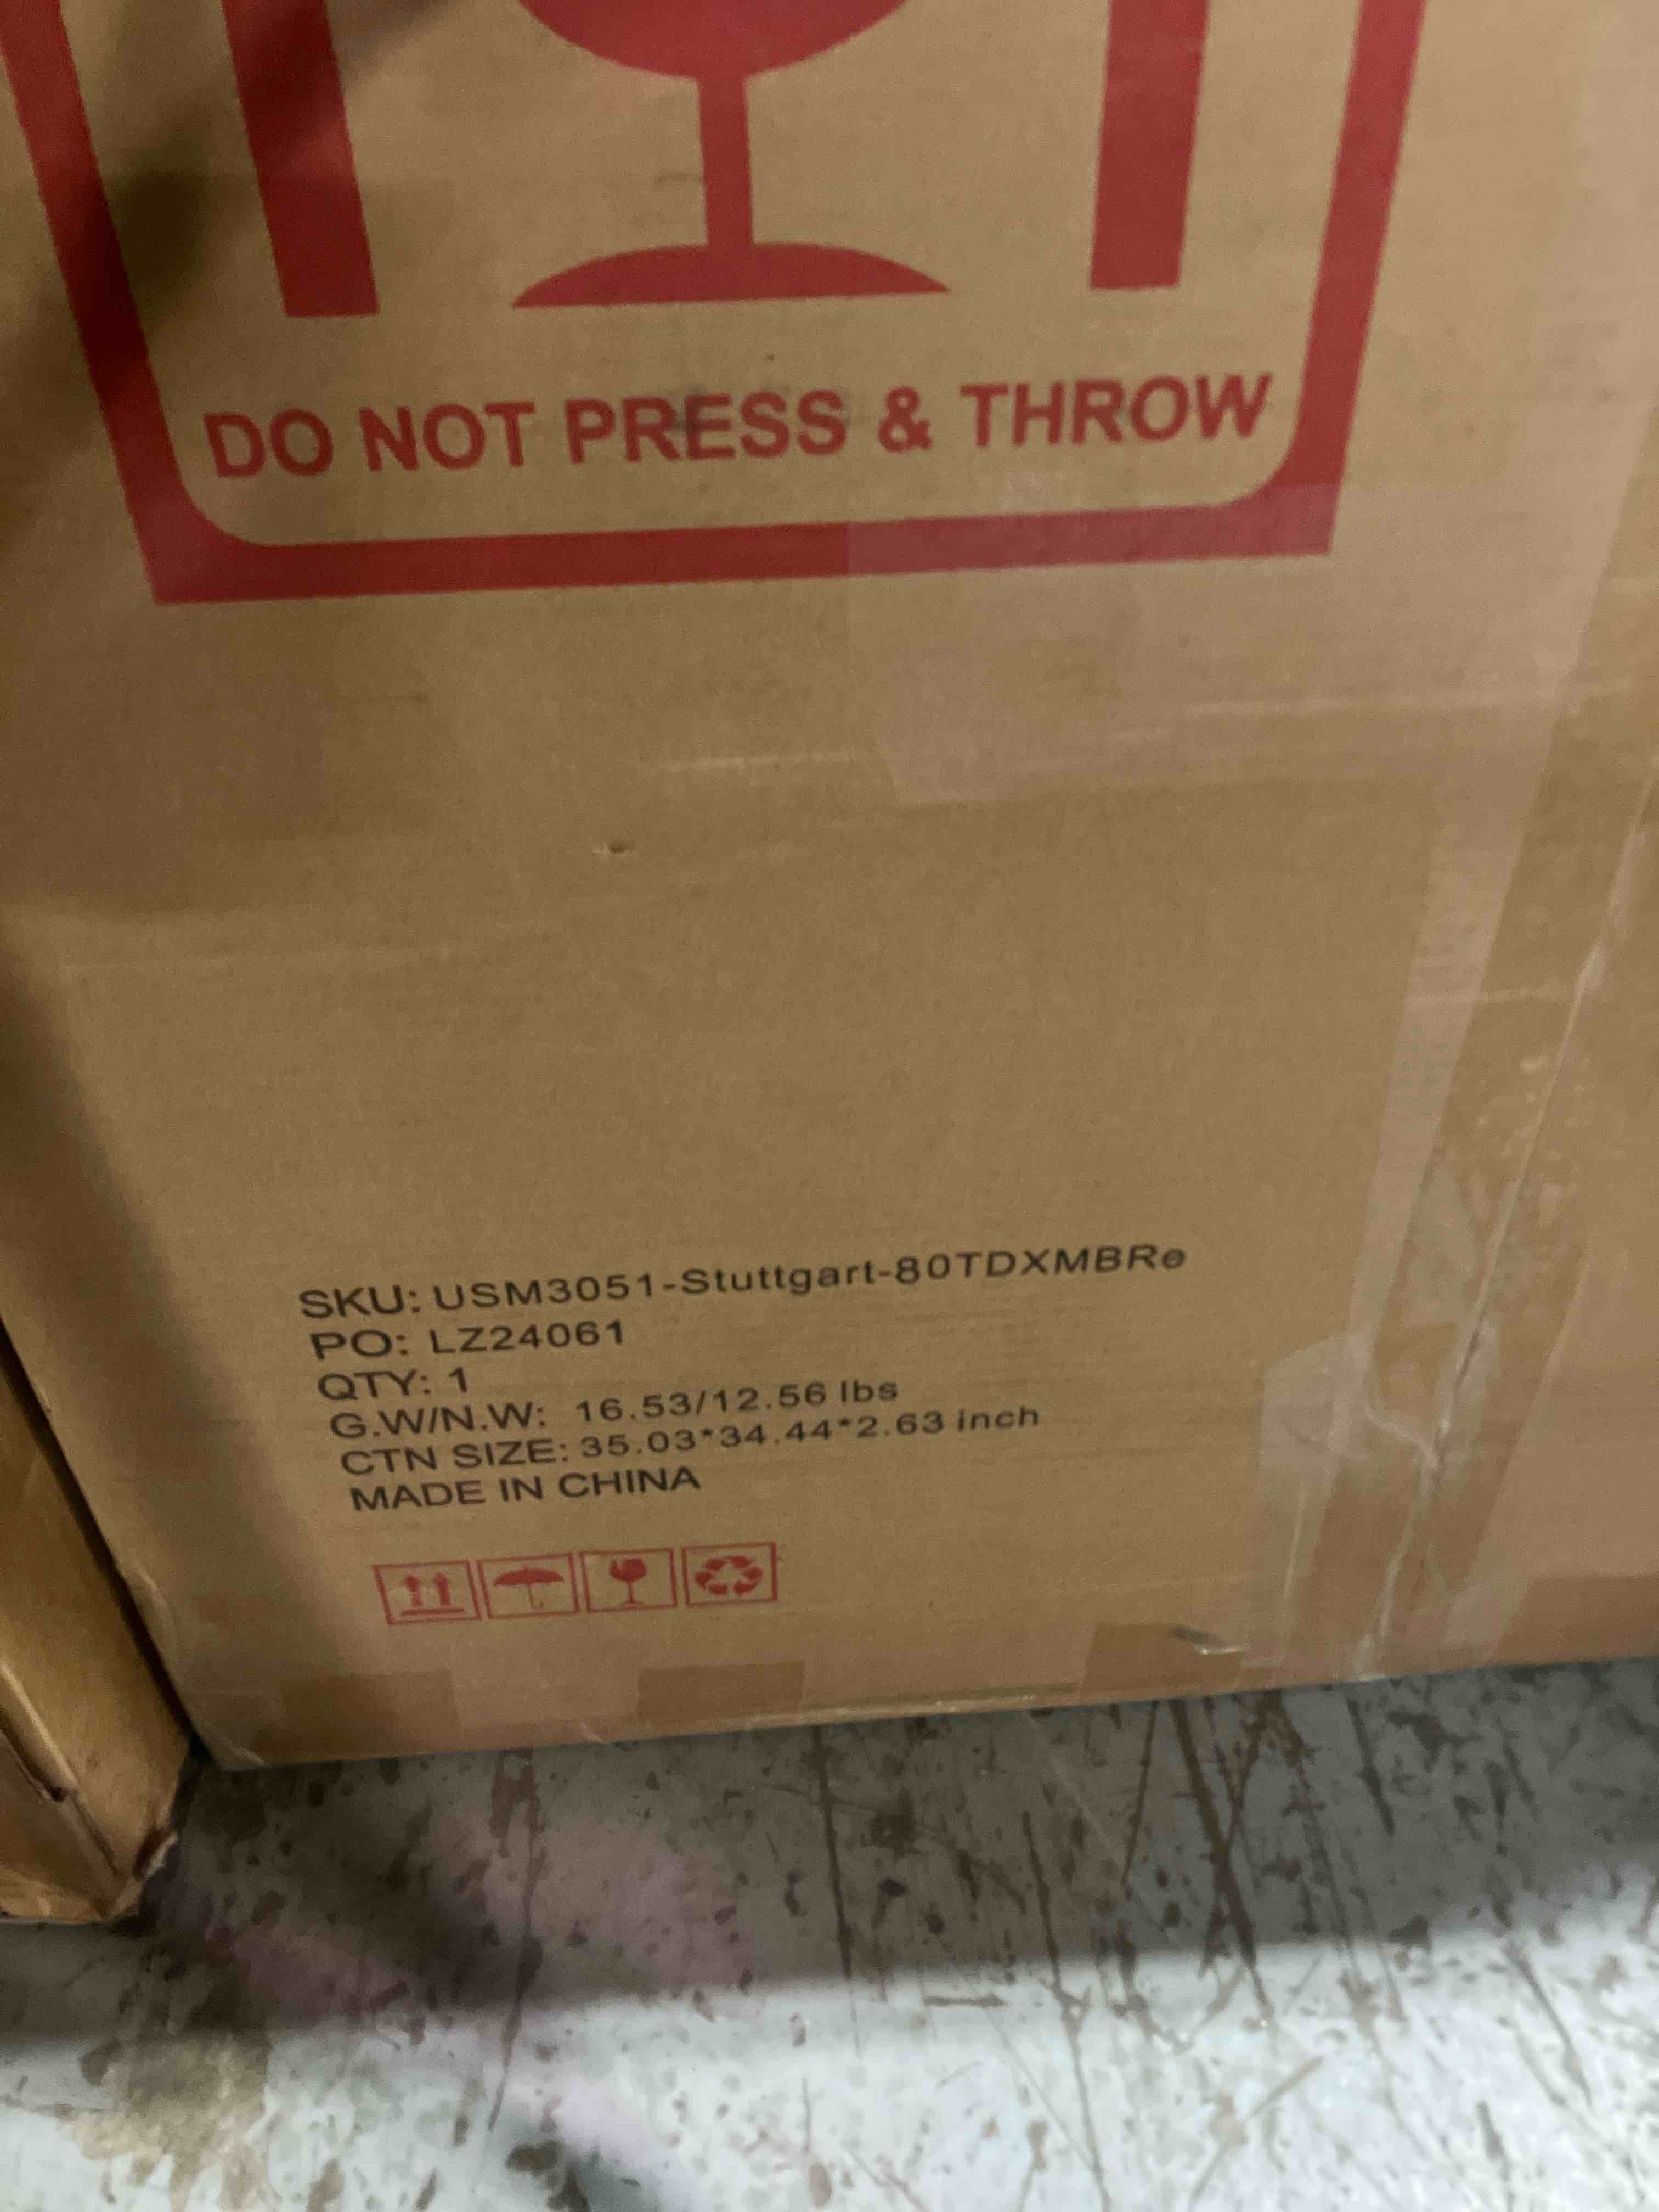 DO NOT PRESS & THROW
SKU: USM3051-Stuttgart-80TDXMBRe
PO: LZ24061
QTY: 1
G.W/N.W: 16.53/12.56 lbs
CTN SIZE: 35.03*34.44*2.63 inch
MADE IN CHINA